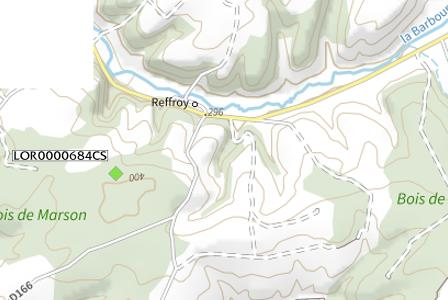 la Barbou
Reffroy
296
LOR0000684CS
400
ois de Marson
Bois de
D166